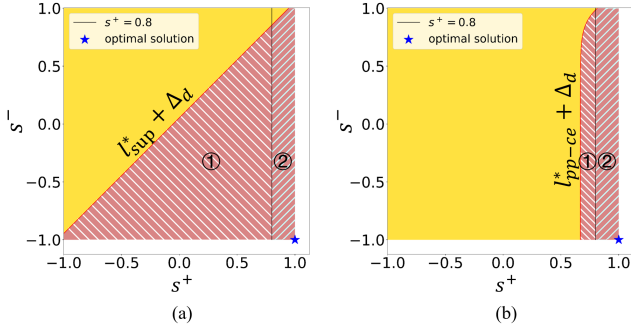 s⁺ = 0.8
optimal solution
l*sup + Δd
①
②
s⁻
1.0
0.5
0.0
−0.5
−1.0
−1.0 −0.5 0.0 0.5 1.0
s⁺
(a)
s⁺ = 0.8
optimal solution
l*pp−ce + Δd
①
②
s⁻
1.0
0.5
0.0
−0.5
−1.0
−1.0 −0.5 0.0 0.5 1.0
s⁺
(b)